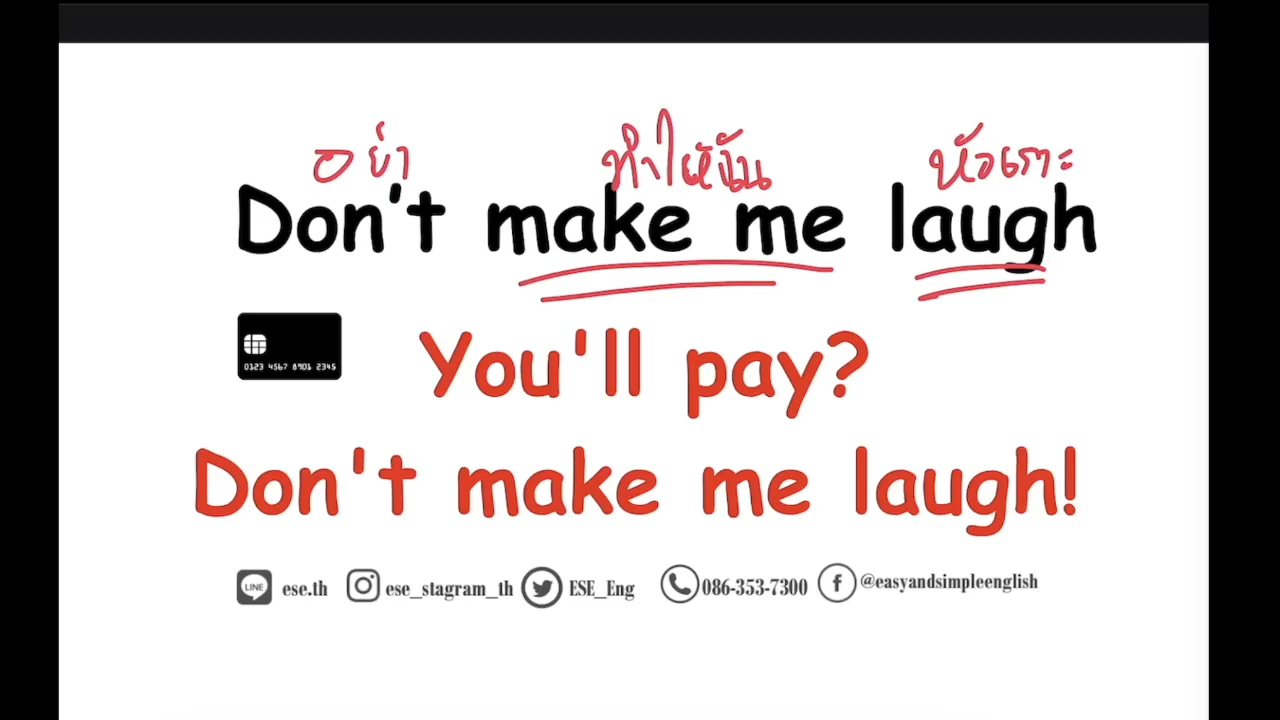 อย่า ทำให้ฉัน หัวเราะ
Don't make me laugh
0123 4567 8901 2345
You'll pay?
Don't make me laugh!
LINE ese.th ese_stagram_th ESE_Eng 086-353-7300 @easyandsimpleenglish